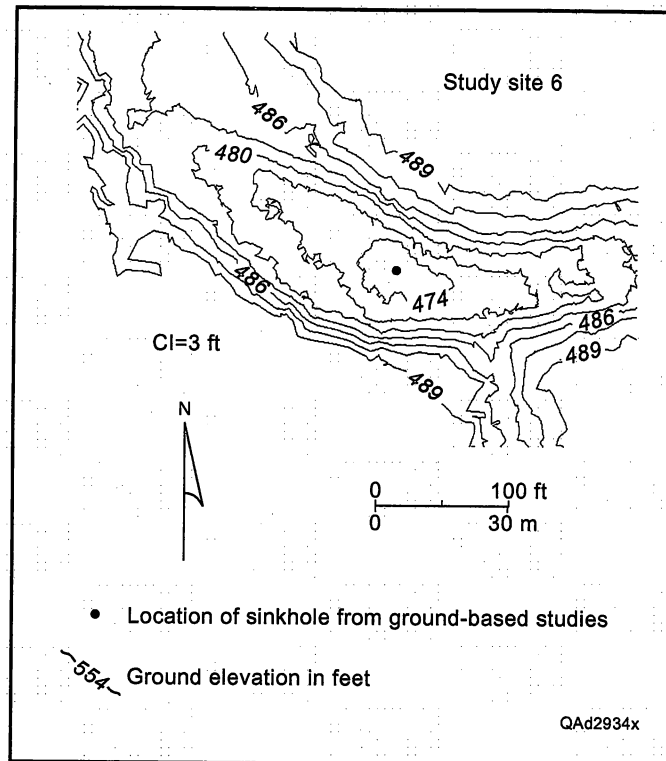 Study site 6
486
480
489
474
486
486
CI=3 ft
489
489
N
0 100 ft
0 30 m
Location of sinkhole from ground-based studies
554
Ground elevation in feet
QAd2934x